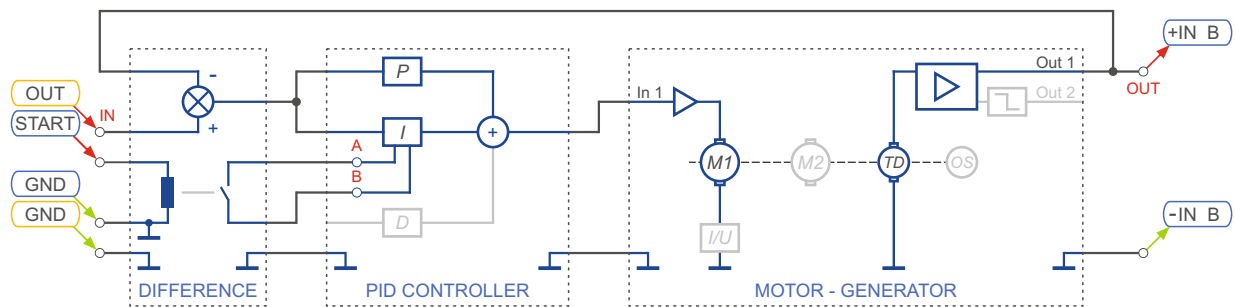 +IN B
- P Out 1
OUT In 1 Out 2 OUT
IN
START + I +
A
M1 M2 TD OS
B
GND
GND D I/U -IN B
DIFFERENCE PID CONTROLLER MOTOR - GENERATOR